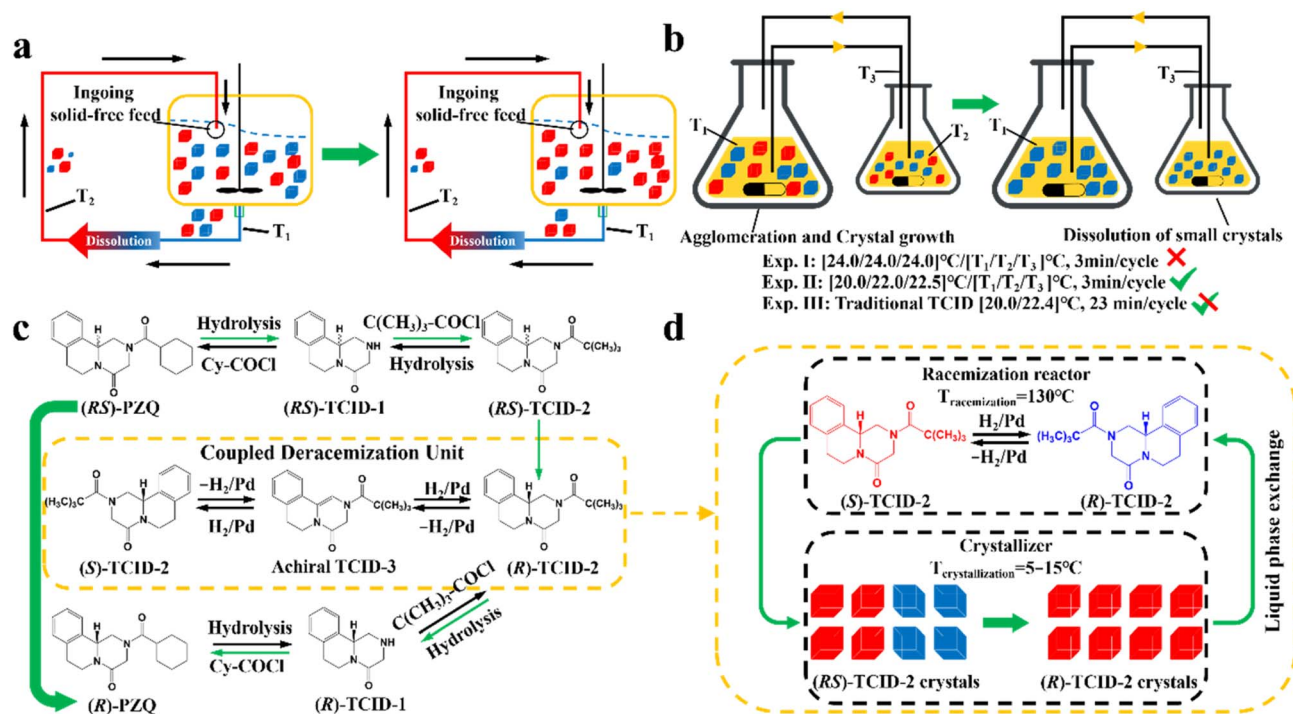 a
Ingoing
solid-free feed
T₂
Dissolution
T₁
Ingoing
solid-free feed
T₂
Dissolution
T₁
b
T₃
T₁
T₂
T₃
T₁
Agglomeration and Crystal growth
Dissolution of small crystals
Exp. I: [24.0/24.0/24.0]°C/[T₁/T₂/T₃]°C, 3min/cycle
Exp. II: [20.0/22.0/22.5]°C/[T₁/T₂/T₃]°C, 3min/cycle
Exp. III: Traditional TCID [20.0/22.4]°C, 23 min/cycle
c
H
N
O
N
O
(RS)-PZQ
Hydrolysis
Cy-COCl
H
NH
N
O
(RS)-TCID-1
C(CH₃)₃-COCl
Hydrolysis
H
O
N
C(CH₃)₃
N
O
(RS)-TCID-2
Coupled Deracemization Unit
O
H
(H₃C)₃C
N
N
O
(S)-TCID-2
−H₂/Pd
H₂/Pd
O
N
C(CH₃)₃
N
O
Achiral TCID-3
H₂/Pd
−H₂/Pd
H
O
N
C(CH₃)₃
N
O
(R)-TCID-2
H
O
N
N
O
(R)-PZQ
Hydrolysis
Cy-COCl
H
NH
N
O
(R)-TCID-1
C(CH₃)₃-COCl
Hydrolysis
d
Racemization reactor
Tracemization=130°C
H
O
N
C(CH₃)₃
N
O
(S)-TCID-2
H₂/Pd
−H₂/Pd
O
H
(H₃C)₃C
N
N
O
(R)-TCID-2
Crystallizer
Tcrystallization=5–15°C
(RS)-TCID-2 crystals
(R)-TCID-2 crystals
Liquid phase exchange